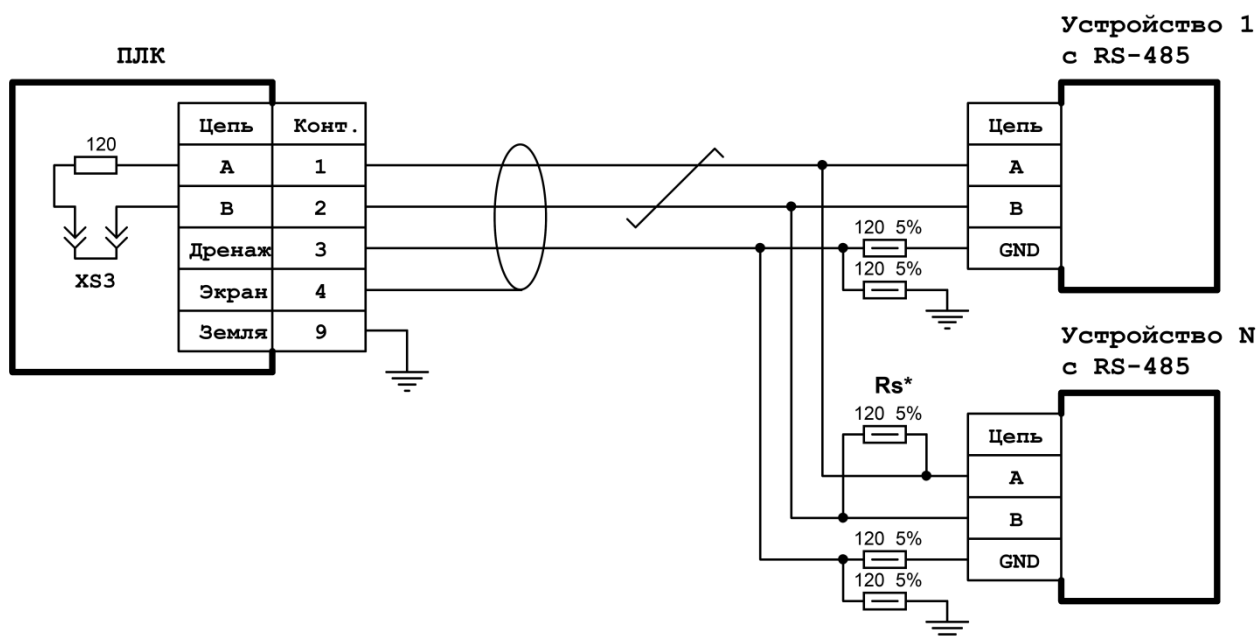 Устройство 1
с RS-485
ПЛК
Цепь Конт.
120
А 1
В 2
Дренаж 3
XS3
Экран 4
Земля 9
Цепь
А
В
120 5%
GND
120 5%
Устройство N
с RS-485
Rs*
120 5%
Цепь
А
В
120 5%
GND
120 5%